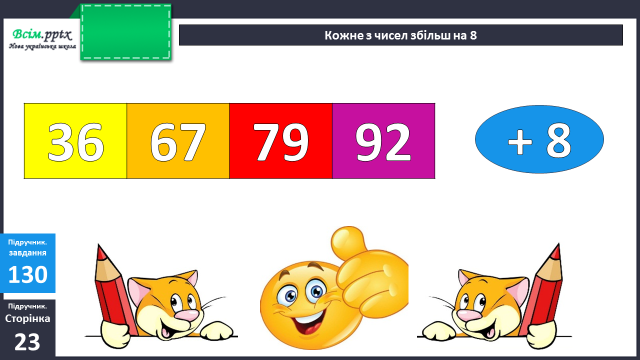 Всім.pptx
Нова українська школа
Кожне з чисел збільш на 8
36 67 79 92 + 8
Підручник.
завдання
130
Підручник.
Сторінка
23